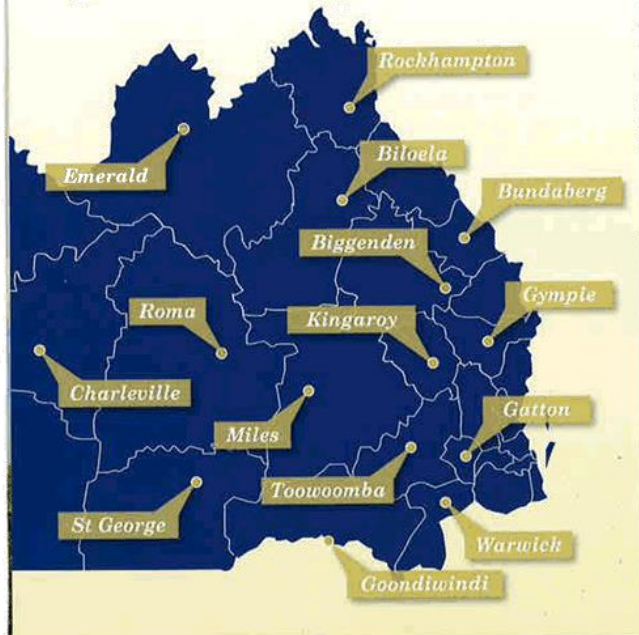 Rockhampton
Emerald
Biloela
Bundaberg
Biggenden
Gympie
Roma
Kingaroy
Charleville
Miles
Gatton
Toowoomba
St George
Warwick
Goondiwindi